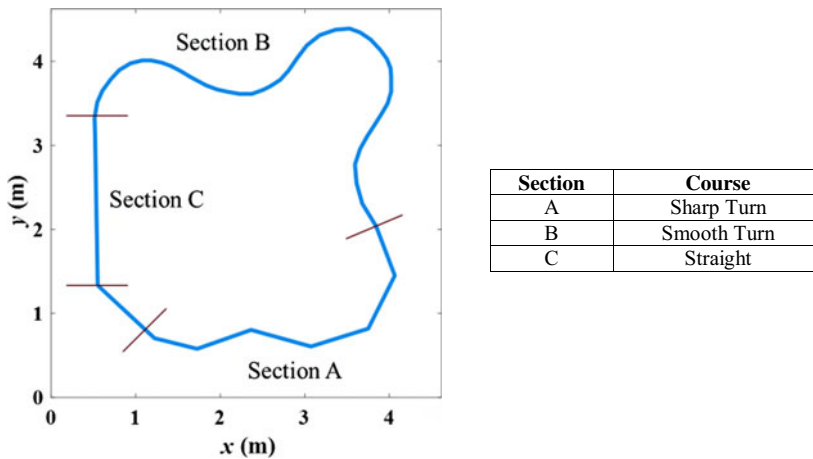 Section B
Section C
Section A
4
3
2
1
0
0 1 2 3 4
y (m)
x (m)
Section Course
A Sharp Turn
B Smooth Turn
C Straight